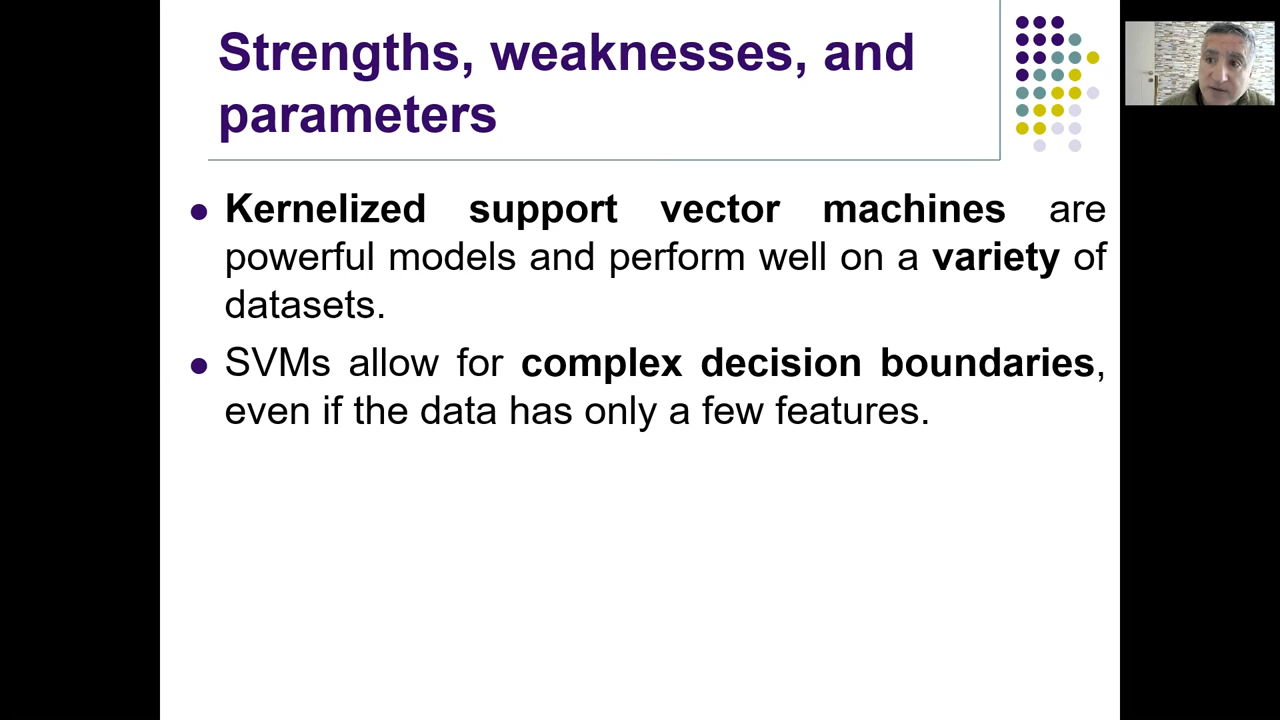 Strengths, weaknesses, and
parameters
Kernelized support vector machines are
powerful models and perform well on a variety of
datasets.
SVMs allow for complex decision boundaries,
even if the data has only a few features.